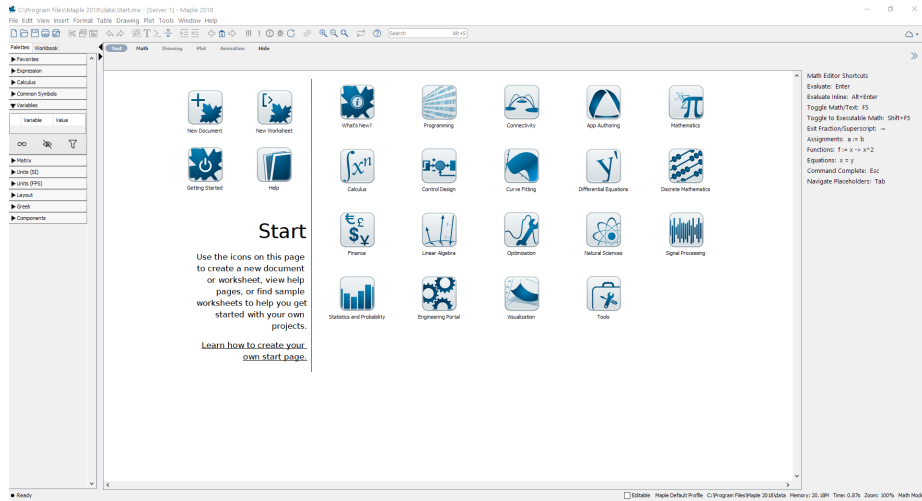 C:\Program Files\Maple 2018\data\Start.mw - [Server 1] - Maple 2018
File Edit View Insert Format Table Drawing Plot Tools Window Help
Search Alt+S
Palettes Workbook
Text Math Drawing Plot Animation Hide
Favorites
Expression
Calculus
Common Symbols
Variables
Variable Value
Matrix
Units (SI)
Units (FPS)
Layout
Greek
Components
New Document New Worksheet
Getting Started Help
Start
Use the icons on this page
to create a new document
or worksheet, view help
pages, or find sample
worksheets to help you get
started with your own
projects.
Learn how to create your
own start page.
What's New? Programming Connectivity App Authoring Mathematics
Calculus Control Design Curve Fitting Differential Equations Discrete Mathematics
Finance Linear Algebra Optimization Natural Sciences Signal Processing
Statistics and Probability Engineering Portal Visualization Tools
Math Editor Shortcuts
Evaluate: Enter
Evaluate Inline: Alt+Enter
Toggle Math/Text: F5
Toggle to Executable Math: Shift+F5
Exit Fraction/Superscript: →
Assignments: a := b
Functions: f := x -> x^2
Equations: x = y
Command Complete: Esc
Navigate Placeholders: Tab
Ready
Editable Maple Default Profile C:\Program Files\Maple 2018\data Memory: 20.18M Time: 0.87s Zoom: 100% Math Mode